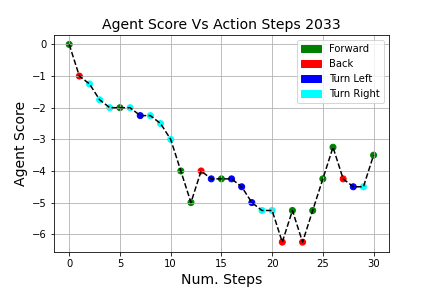 Agent Score Vs Action Steps 2033
Forward
Back
Turn Left
Turn Right
Agent Score
0
−1
−2
−3
−4
−5
−6
0 5 10 15 20 25 30
Num. Steps